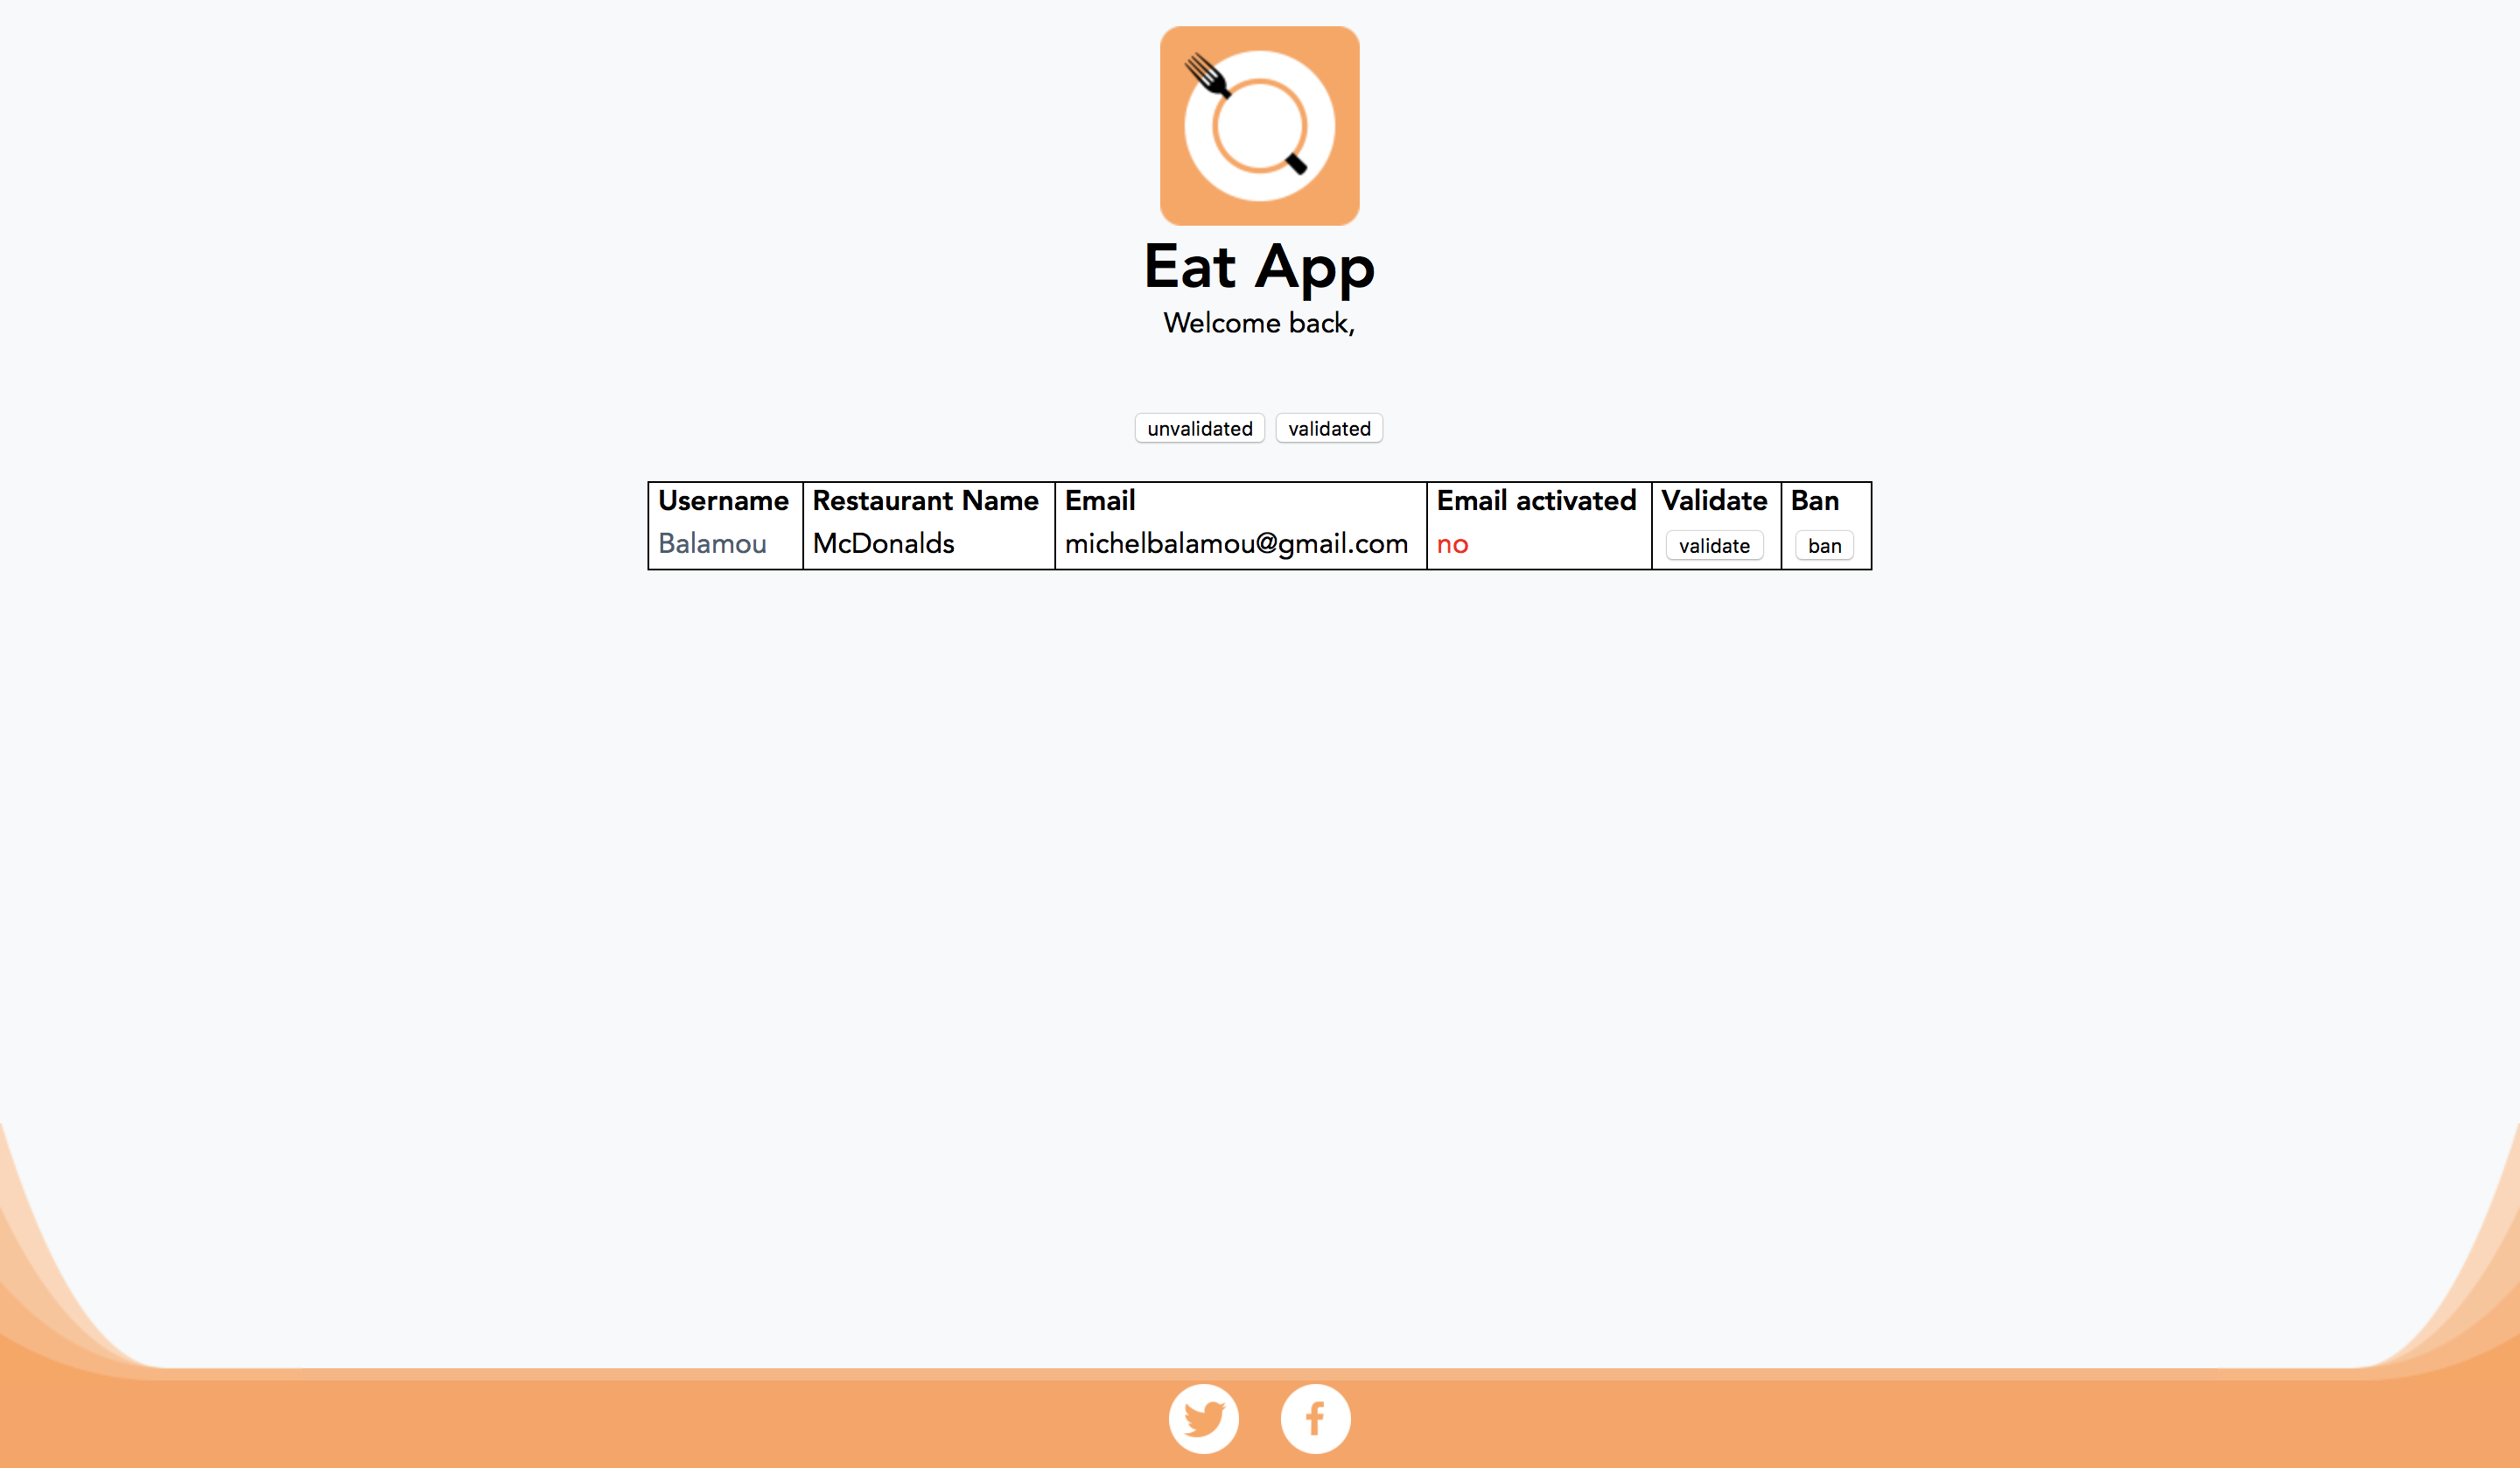 Eat App
Welcome back,
unvalidated validated
Username Restaurant Name Email Email activated Validate Ban
Balamou McDonalds michelbalamou@gmail.com no validate ban